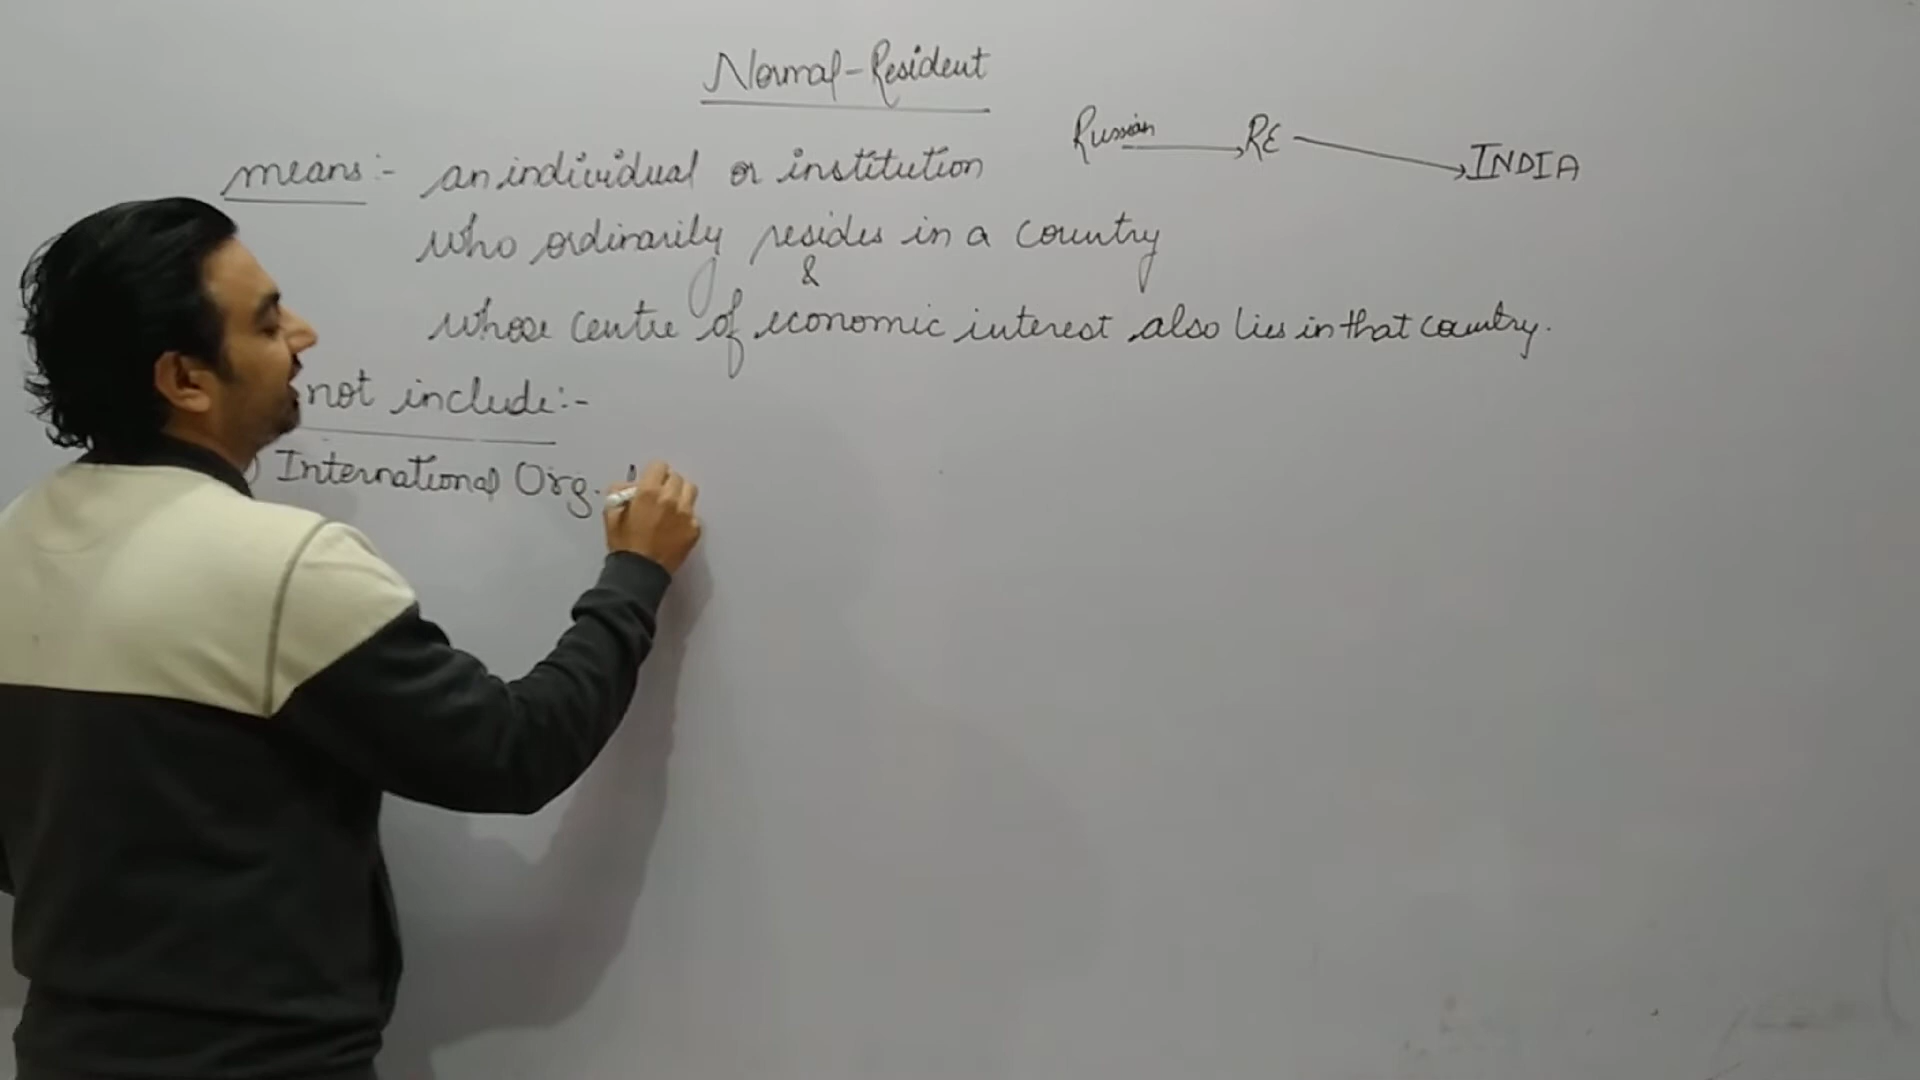 Normal-Resident
Russian RE INDIA
means:- an individual or institution
who ordinarily resides in a country
&
whose centre of economic interest also lies in that country.
not include:-
International Org.